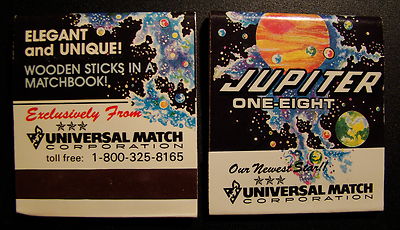 ELEGANT
and UNIQUE!
WOODEN STICKS IN A
MATCHBOOK!
Exclusively From
UNIVERSAL MATCH
CORPORATION
toll free: 1-800-325-8165
JUPITER
ONE-EIGHT
Our Newest Star!!
UNIVERSAL MATCH
CORPORATION